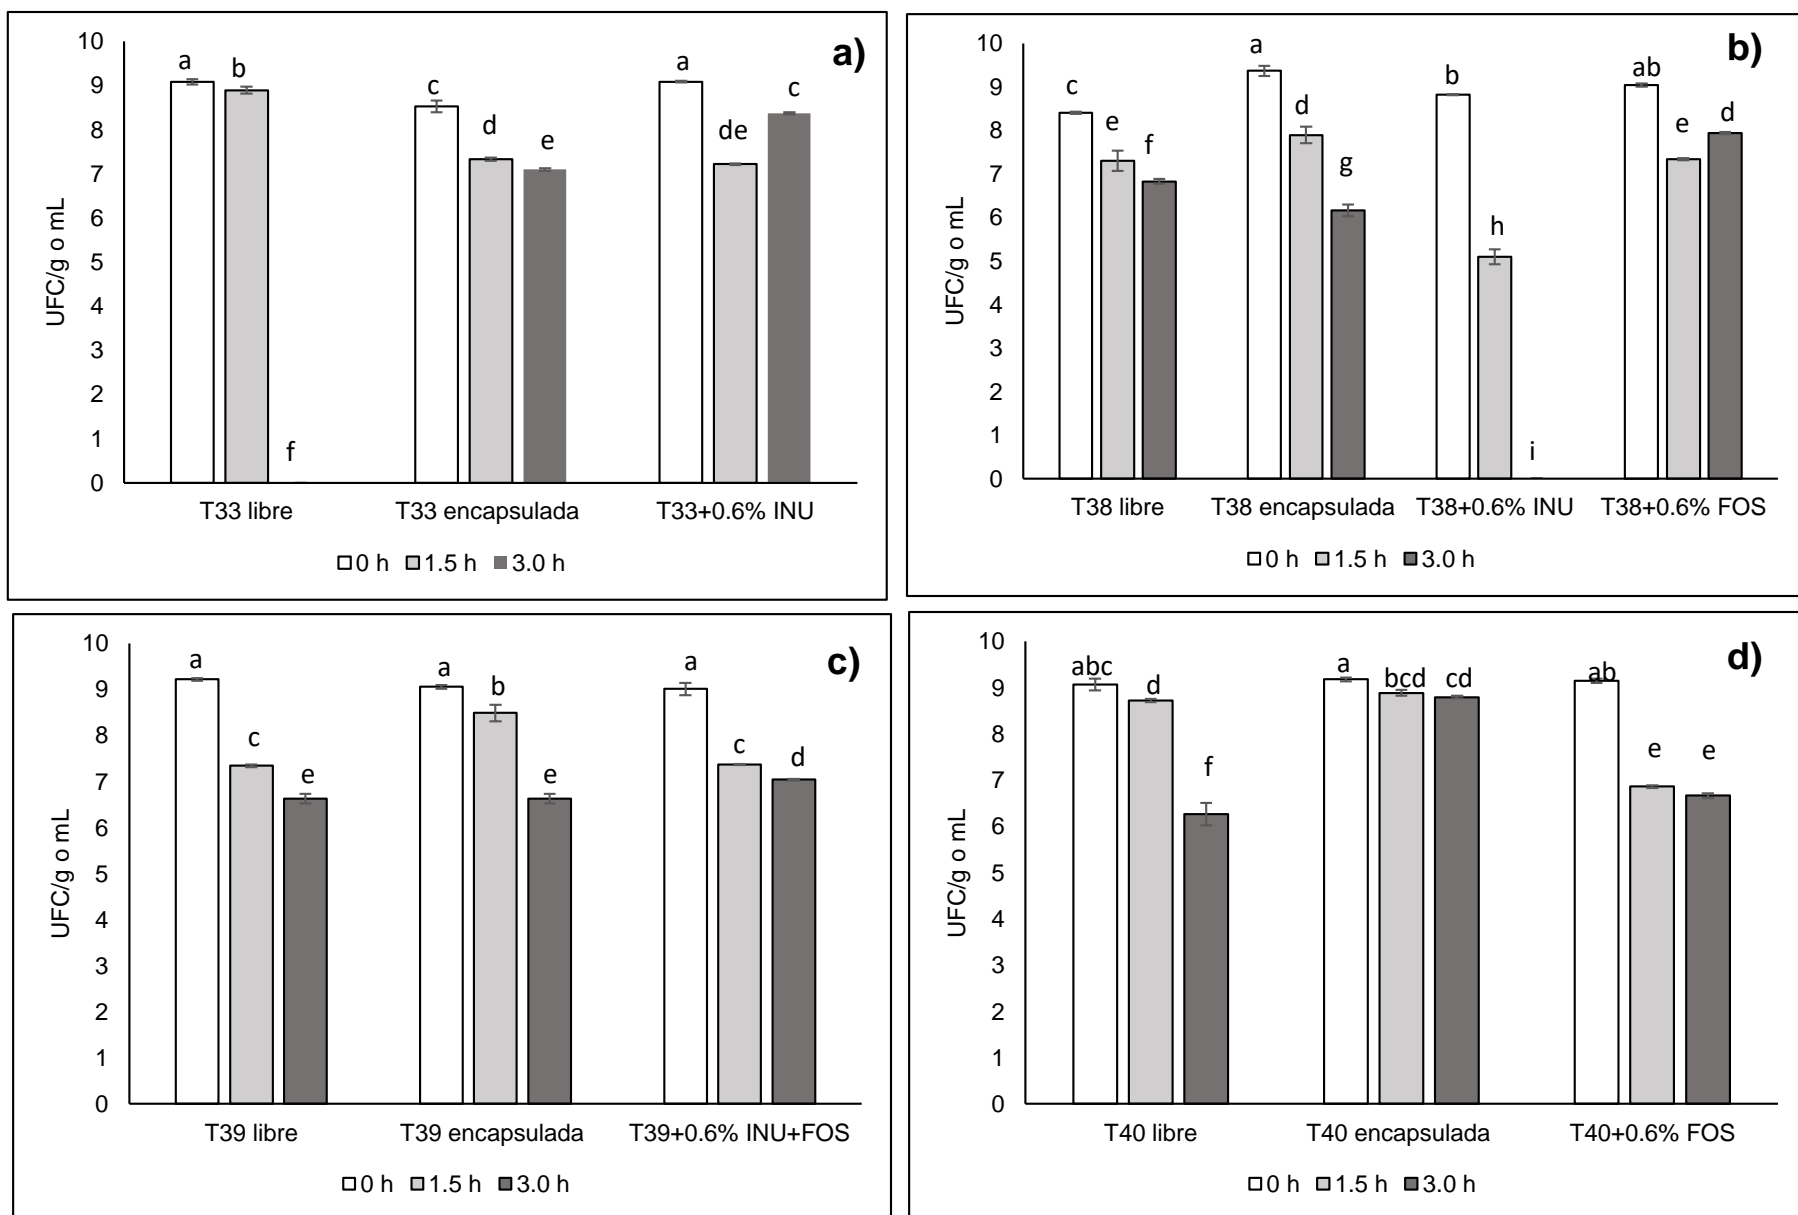 a)
10
9
8
7
6
5
4
3
2
1
0
UFC/g o mL
a b f c d e a de c
T33 libre T33 encapsulada T33+0.6% INU
0 h 1.5 h 3.0 h
b)
10
9
8
7
6
5
4
3
2
1
0
UFC/g o mL
c e f a d g b h i ab e d
T38 libre T38 encapsulada T38+0.6% INU T38+0.6% FOS
0 h 1.5 h 3.0 h
c)
10
9
8
7
6
5
4
3
2
1
0
UFC/g o mL
a c e a b e a c d
T39 libre T39 encapsulada T39+0.6% INU+FOS
0 h 1.5 h 3.0 h
d)
10
9
8
7
6
5
4
3
2
1
0
UFC/g o mL
abc d f a bcd cd ab e e
T40 libre T40 encapsulada T40+0.6% FOS
0 h 1.5 h 3.0 h